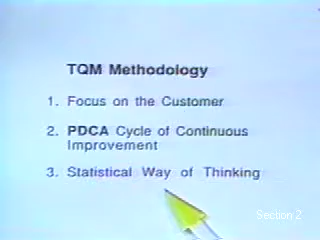 TQM Methodology
1. Focus on the Customer
2. PDCA Cycle of Continuous
Improvement
3. Statistical Way of Thinking
Section 2